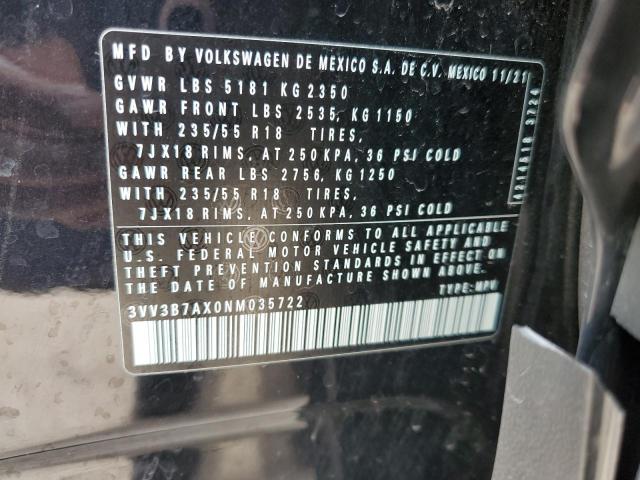 MFD BY VOLKSWAGEN DE MEXICO S.A. DE C.V. MEXICO 11/21
GVWR LBS 5181 KG 2350
GAWR FRONT LBS 2535, KG 1150
WITH 235/55 R18 TIRES,
7JX18 RIMS, AT 250 KPA, 36 PSI COLD
GAWR REAR LBS 2756, KG 1250
WITH 235/55 R18 TIRES,
7JX18 RIMS, AT 250 KPA, 36 PSI COLD
THIS VEHICLE CONFORMS TO ALL APPLICABLE
U.S. FEDERAL MOTOR VEHICLE SAFETY AND
THEFT PREVENTION STANDARDS IN EFFECT ON
THE DATE OF MANUFACTURE SHOWN ABOVE.
TYPE: MPV
3VV3B7AX0NM035722